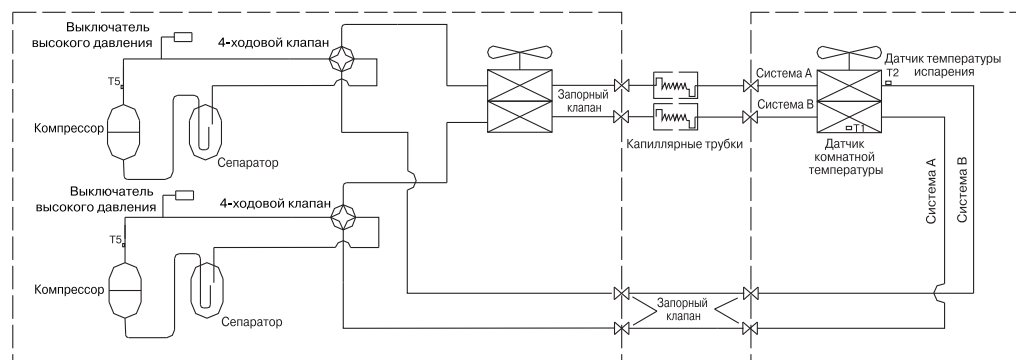 Выключатель
высокого давления
4-ходовой клапан
T5
Компрессор
Сепаратор
Запорный
клапан
Капиллярные трубки
Система А
Система В
Датчик температуры
испарения
T2
T1
Датчик
комнатной
температуры
Система А
Система В
Выключатель
высокого давления
4-ходовой клапан
T5
Компрессор
Сепаратор
Запорный
клапан